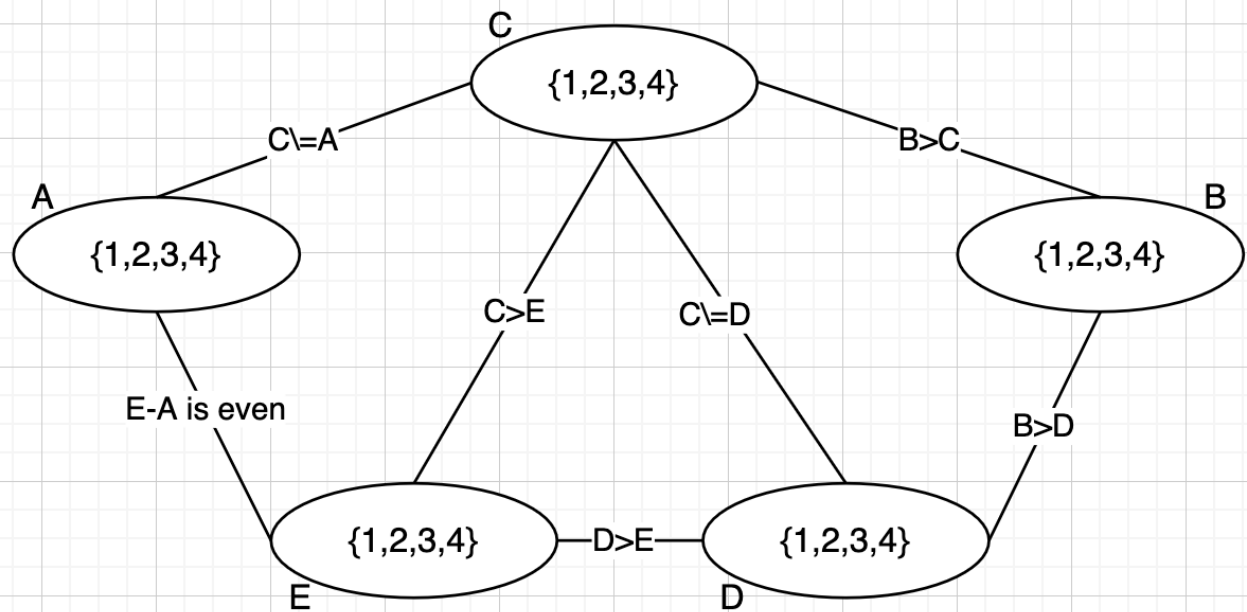 C
{1,2,3,4}
C\=A
B>C
A
B
{1,2,3,4}
{1,2,3,4}
C>E
C\=D
E-A is even
B>D
{1,2,3,4}
D>E
{1,2,3,4}
E
D